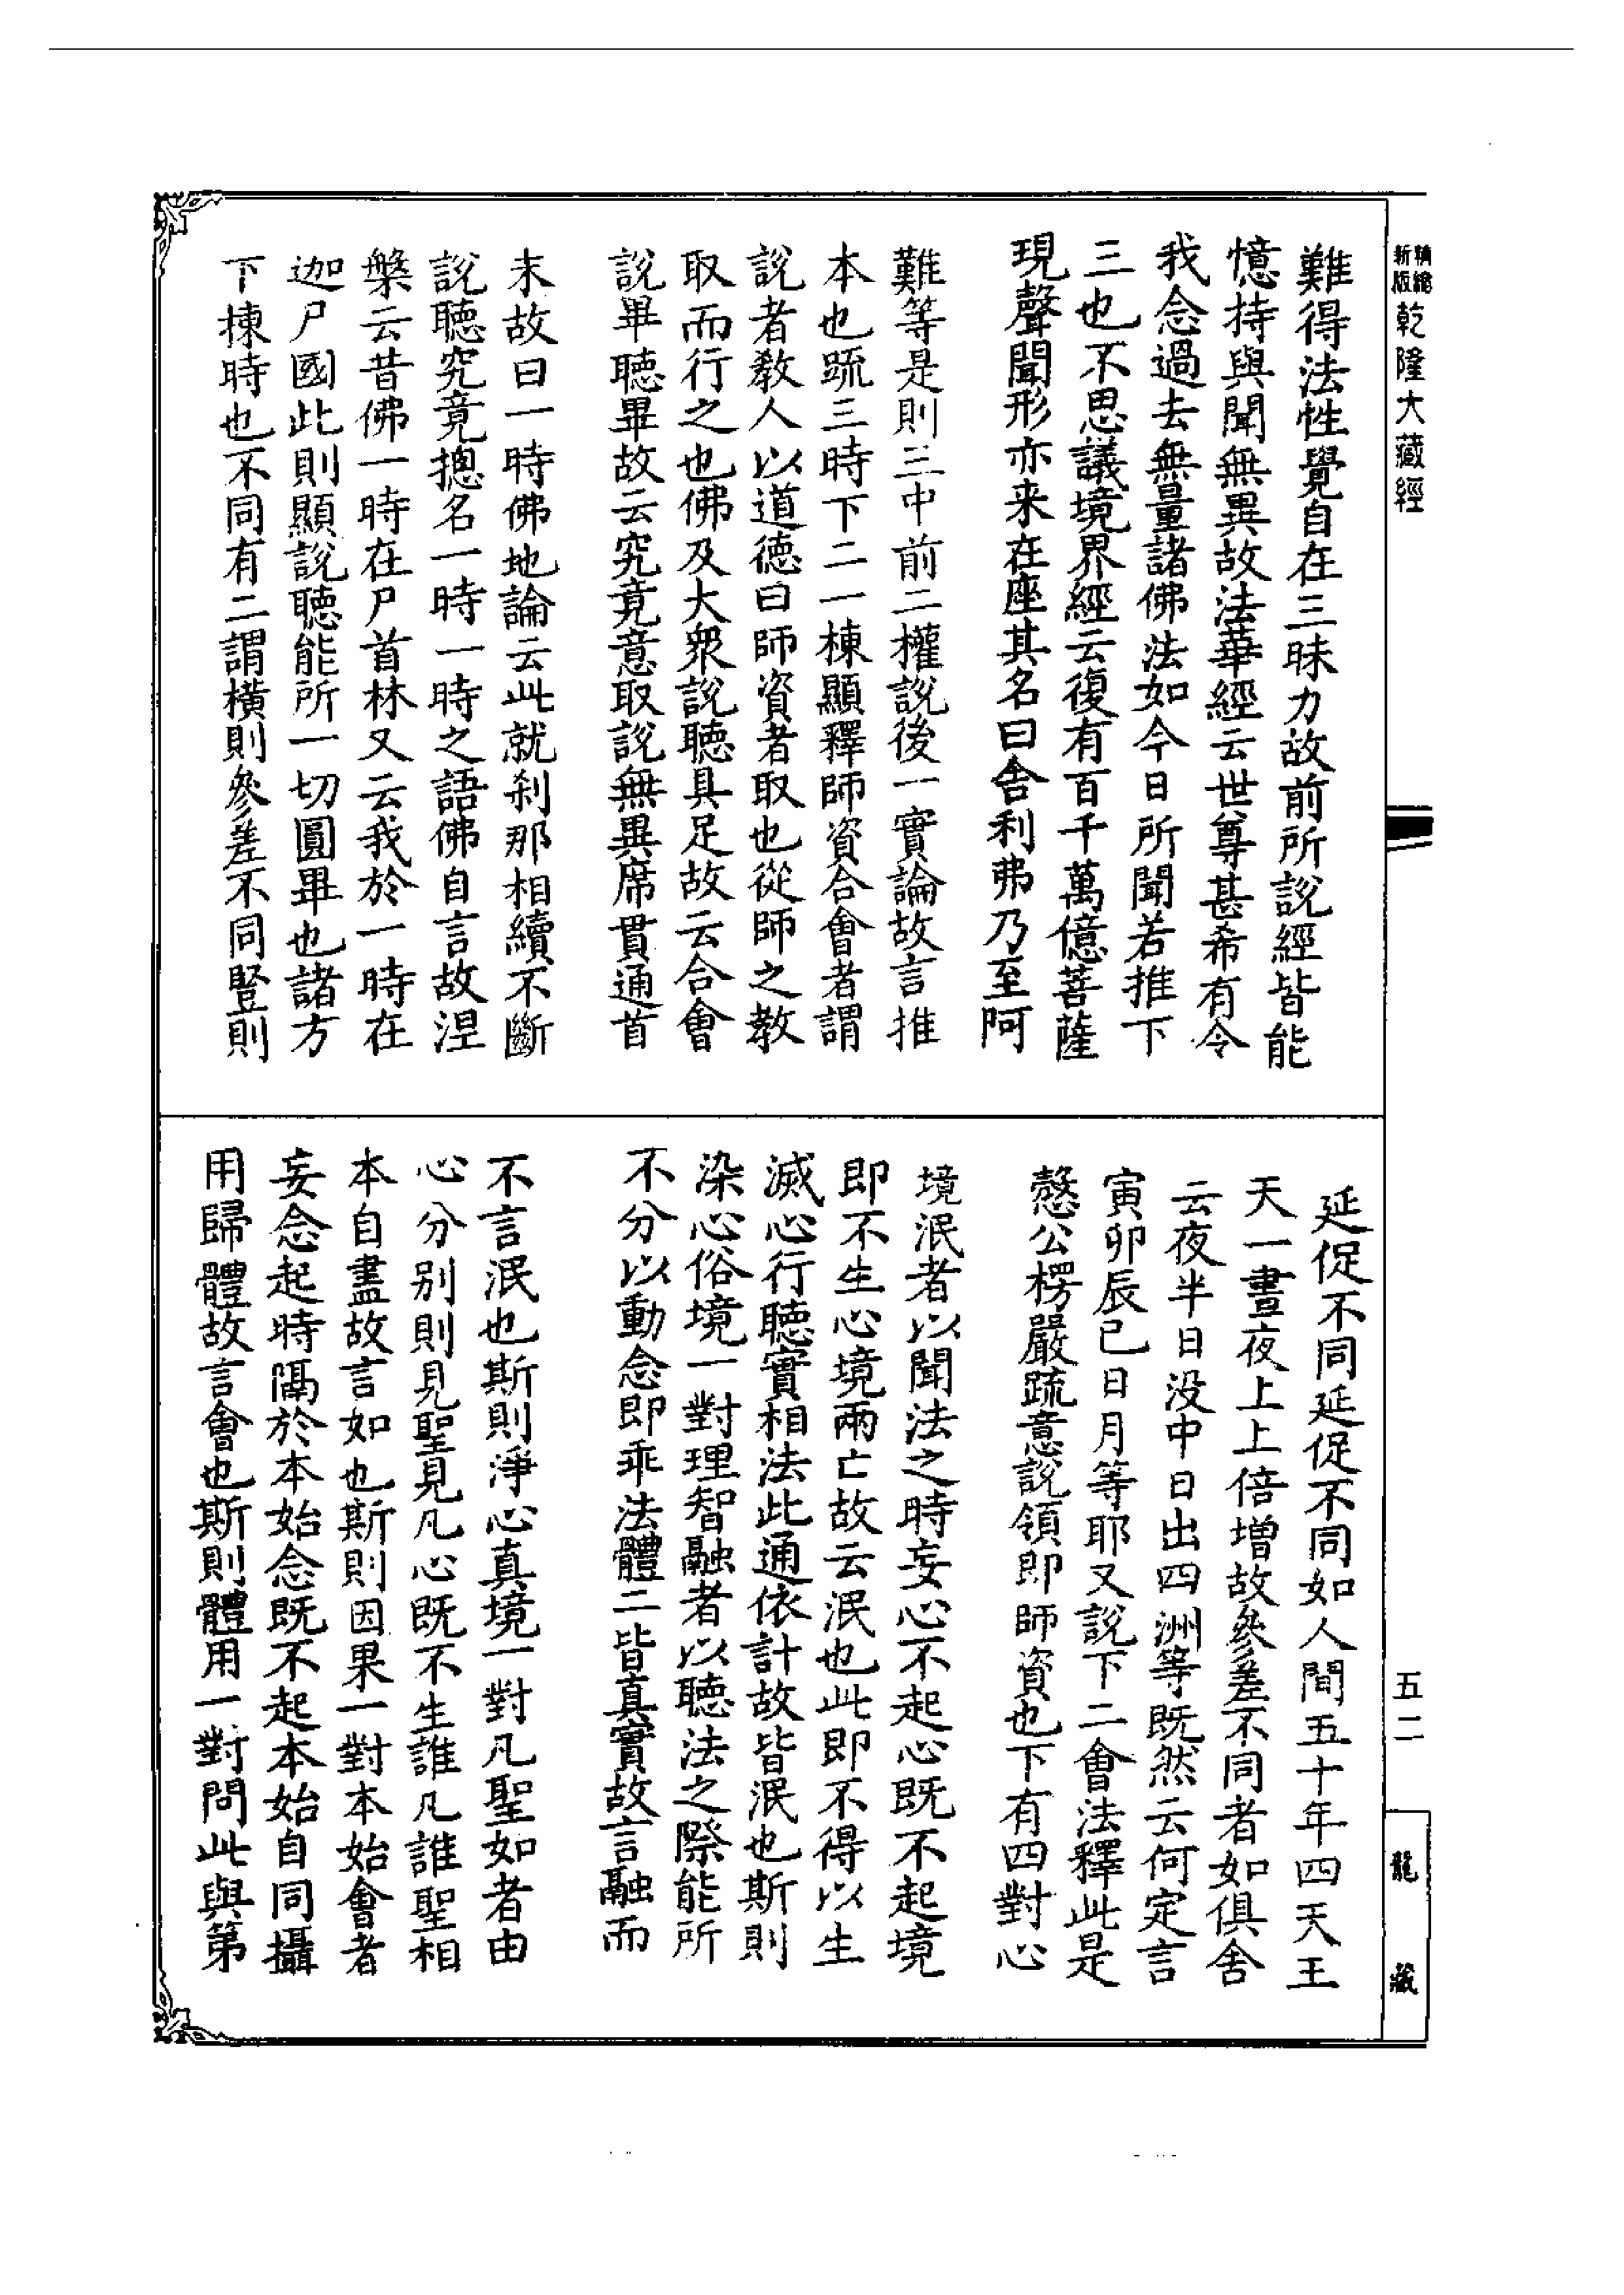 精繪
新版
乾隆大藏經
難得法性覺自在三昧力故前所說經皆能
憶持與聞無異故法華經云世尊甚希有令
我念過去無量諸佛法如今日所聞若推下
三也不思議境界經云復有百千萬億菩薩
現聲聞形亦来在座其名曰舍利弗乃至阿
難等是則三中前二權說後一實論故言推
本也䟽三時下二一棟顯釋師資合會者謂
說者敎人以道徳曰師資者取也從師之敎
取而行之也佛及大衆說聴具足故云合會
說畢聴畢故云究竟意取說無異席貫通首
末故曰一時佛地論云此就刹那相續不斷
說聴究竟摠名一時一時之語佛自言故涅
槃云昔佛一時在尸首林又云我於一時在
迦尸國此則顯說聴能所一切圓畢也諸方
下揀時也不同有二謂橫則參差不同竪則
延促不同延促不同如人間五十年四天王
天一晝夜上上倍增故參差不同者如俱舍
云夜半日没中日出四洲等既然云何定言
寅卯辰巳日月等耶又說下二會法釋此是
慤公楞嚴䟽意說領即師資也下有四對心
境泯者以聞法之時妄心不起心既不起境
即不生心境兩亡故云泯也此即不得以生
滅心行聴實相法此通依計故皆泯也斯則
染心俗境一對理智融者以聴法之際能所
不分以動念即乖法體二皆真實故言融而
不言泯也斯則淨心真境一對凡聖如者由
心分别則見聖見凡心既不生誰凡誰聖相
本自盡故言如也斯則因果一對本始會者
妄念起時隔於本始念既不起本始自同攝
用歸體故言會也斯則體用一對問此與第
五二
龍藏